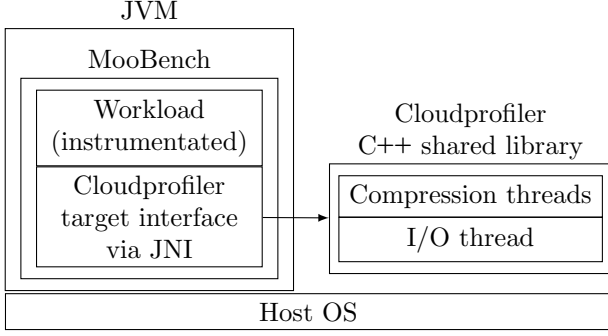 JVM
MooBench
Workload
(instrumentated)
Cloudprofiler
target interface
via JNI
Cloudprofiler
C++ shared library
Compression threads
I/O thread
Host OS